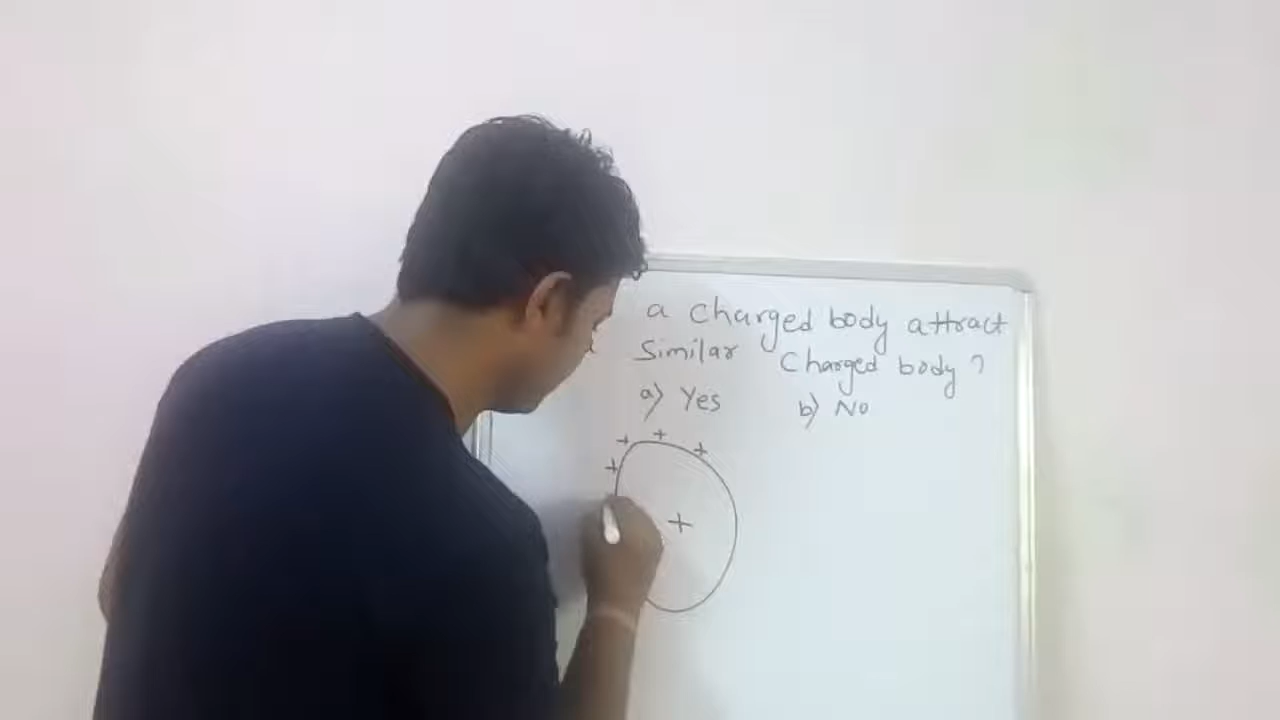 a charged body attract
Similar Charged body ?
a) Yes b) No
+ + +
+
+